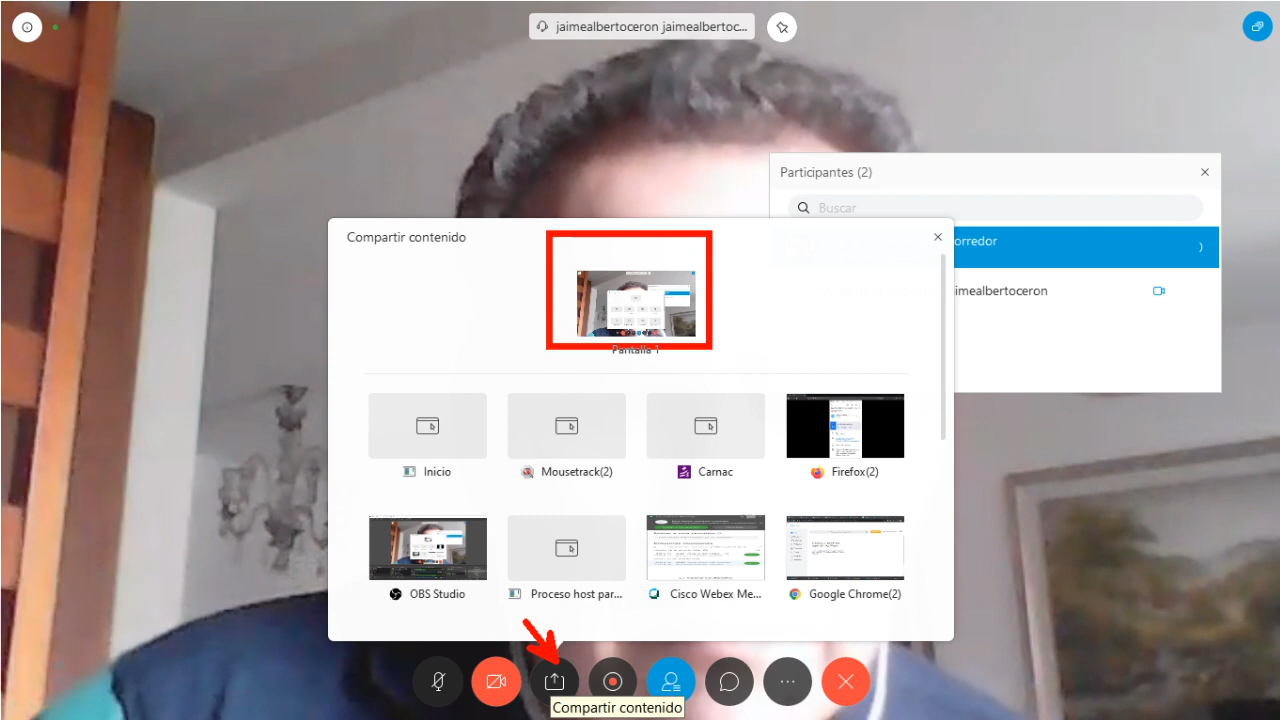 jaimealbertoceron jaimealbertoc...
Participantes (2)
Buscar
orredor
imealbertoceron
Compartir contenido
Pantalla 1
Inicio
Mousetrack(2)
Carnac
Firefox(2)
OBS Studio
Proceso host par...
Cisco Webex Me...
Google Chrome(2)
Compartir contenido